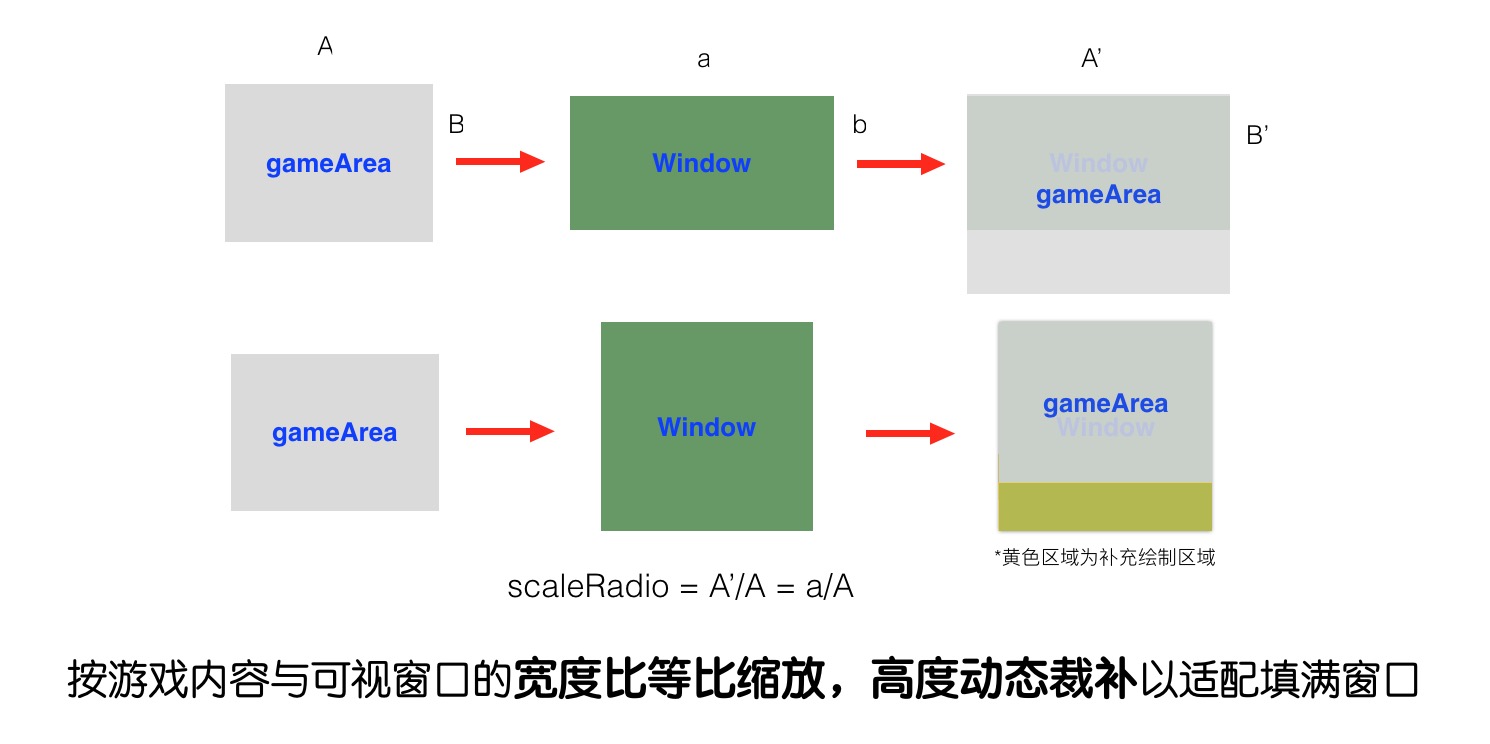 A
a
A’
B
b
B’
gameArea
Window
Window
gameArea
gameArea
Window
gameArea
Window
*黄色区域为补充绘制区域
scaleRadio = A’/A = a/A
按游戏内容与可视窗口的宽度比等比缩放，高度动态裁补以适配填满窗口